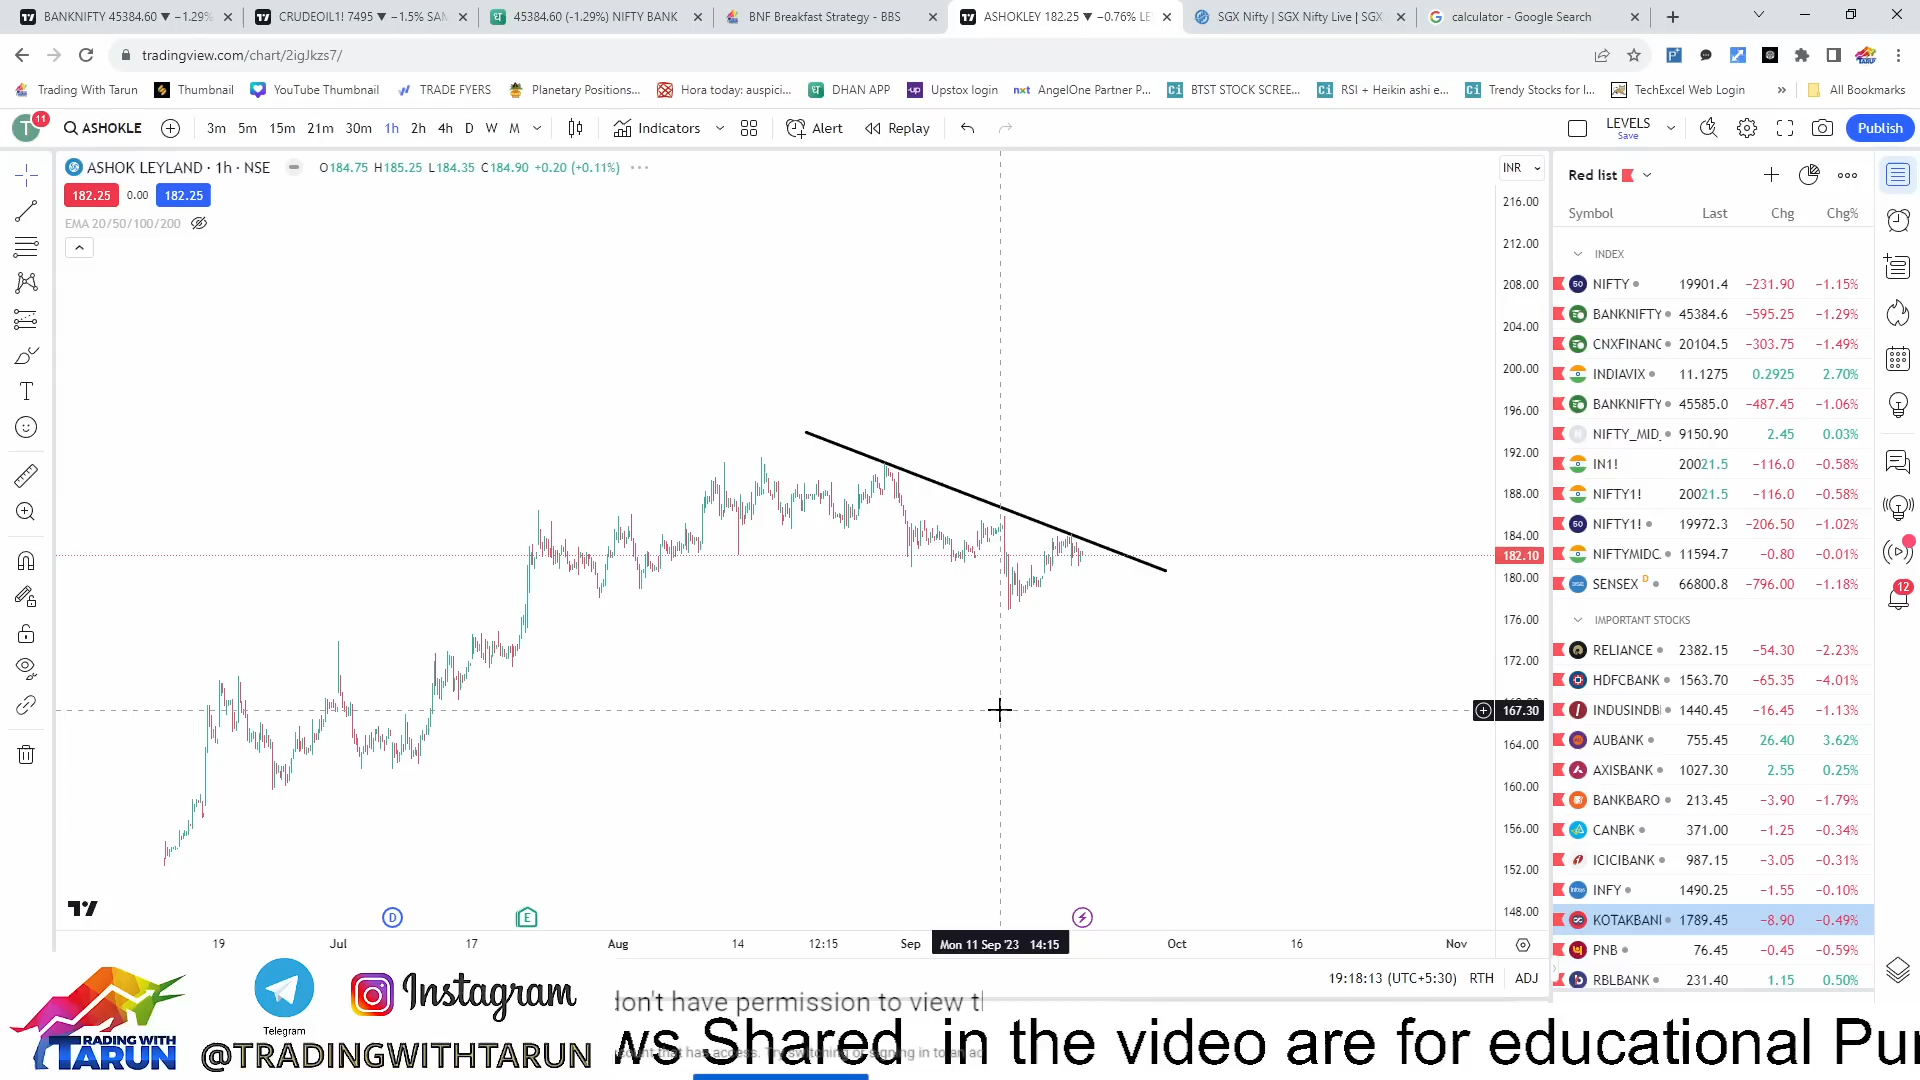 BANKNIFTY 45384.60 ▼ −1.29%
CRUDEOIL1! 7495 ▼ −1.5% SAN
45384.60 (-1.29%) NIFTY BANK
BNF Breakfast Strategy - BBS
ASHOKLEY 182.25 ▼ −0.76% LE
SGX Nifty | SGX Nifty Live | SGX
calculator - Google Search
tradingview.com/chart/2igJkzs7/
Trading With Tarun
Thumbnail
YouTube Thumbnail
TRADE FYERS
Planetary Positions...
Hora today: auspici...
DHAN APP
Upstox login
AngelOne Partner P...
BTST STOCK SCREE...
RSI + Heikin ashi e...
Trendy Stocks for I...
TechExcel Web Login
» All Bookmarks
T 11 ASHOKLE 3m 5m 15m 21m 30m 1h 2h 4h D W M Indicators Alert Replay LEVELS Save Publish
ASHOK LEYLAND · 1h · NSE O184.75 H185.25 L184.35 C184.90 +0.20 (+0.11%)
182.25 0.00 182.25
EMA 20/50/100/200
INR
216.00
212.00
208.00
204.00
200.00
196.00
192.00
188.00
184.00
182.10
180.00
176.00
172.00
167.30
164.00
160.00
156.00
152.00
148.00
D
E
19 Jul 17 Aug 14 12:15 Sep Mon 11 Sep '23 14:15 Oct 16 Nov
19:18:13 (UTC+5:30) RTH ADJ
Red list
Symbol Last Chg Chg%
INDEX
NIFTY 19901.4 −231.90 −1.15%
BANKNIFTY 45384.6 −595.25 −1.29%
CNXFINANC 20104.5 −303.75 −1.49%
INDIAVIX 11.1275 0.2925 2.70%
BANKNIFTY 45585.0 −487.45 −1.06%
NIFTY_MID_ 9150.90 2.45 0.03%
IN1! 20021.5 −116.0 −0.58%
NIFTY1! 20021.5 −116.0 −0.58%
NIFTY1! 19972.3 −206.50 −1.02%
NIFTYMIDC 11594.7 −0.80 −0.01%
SENSEX D 66800.8 −796.00 −1.18%
IMPORTANT STOCKS
RELIANCE 2382.15 −54.30 −2.23%
HDFCBANK 1563.70 −65.35 −4.01%
INDUSINDB 1440.45 −16.45 −1.13%
AUBANK 755.45 26.40 3.62%
AXISBANK 1027.30 2.55 0.25%
BANKBARO 213.45 −3.90 −1.79%
CANBK 371.00 −1.25 −0.34%
ICICIBANK 987.15 −3.05 −0.31%
INFY 1490.25 −1.55 −0.10%
KOTAKBANI 1789.45 −8.90 −0.49%
PNB 76.45 −0.45 −0.59%
RBLBANK 231.40 1.15 0.50%
12
TRADING WITH
TARUN
Telegram
Instagram
@TRADINGWITHTARUN
don't have permission to view
ws Shared in the video are for educational Pur